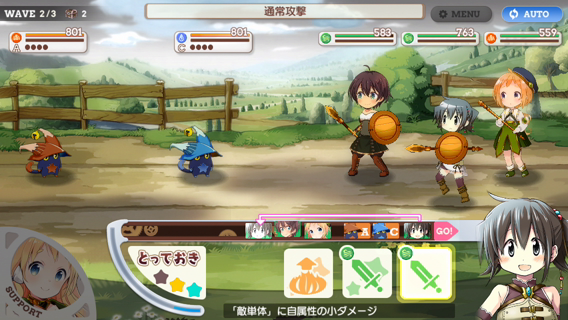 WAVE 2/3 2
通常攻撃
MENU
AUTO
801
A
801
C
583
763
559
A
C
GO!
とっておき
SUPPORT
「敵単体」に自属性の小ダメージ